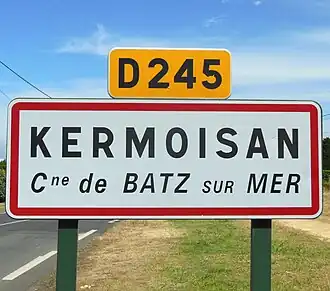 D245
KERMOISAN
Cne de BATZ SUR MER